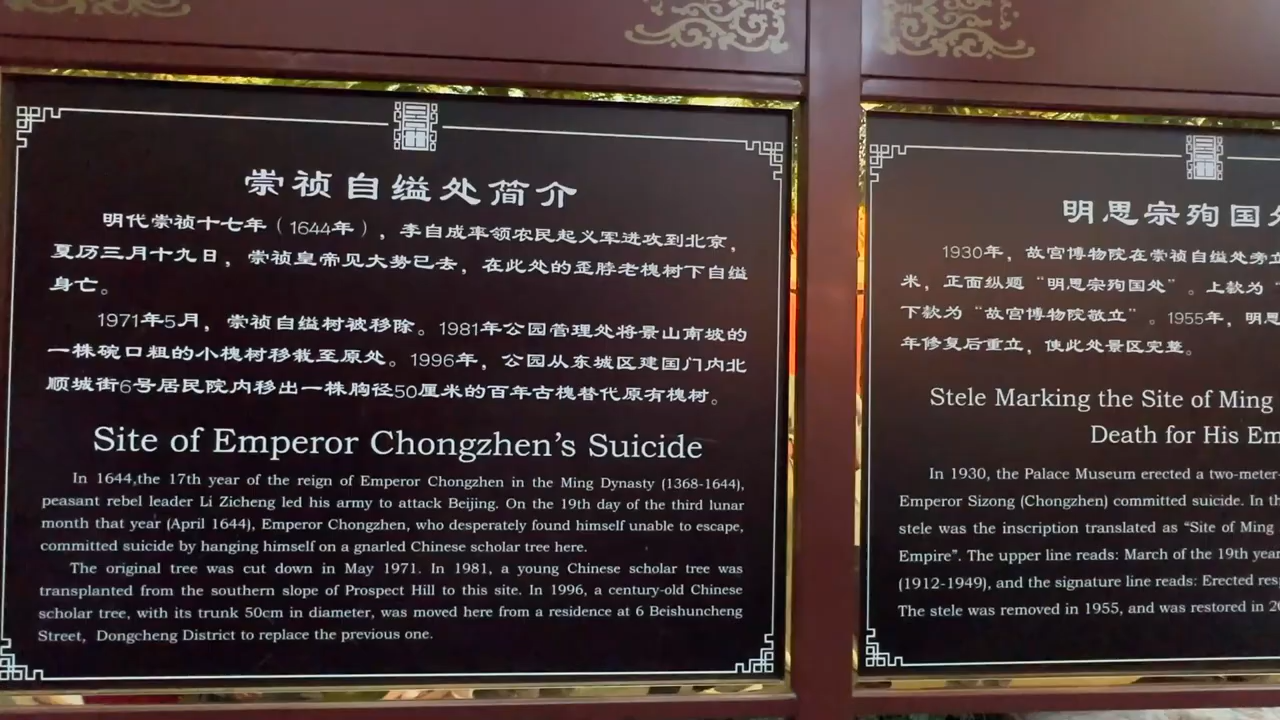 崇祯自缢处简介
明代崇祯十七年（1644年），李自成率领农民起义军进攻到北京，
夏历三月十九日，崇祯皇帝见大势已去，在此处的歪脖老槐树下自缢
身亡。
1971年5月，崇祯自缢树被移除。1981年公园管理处将景山南坡的
一株碗口粗的小槐树移栽至原处。1996年，公园从东城区建国门内北
顺城街6号居民院内移出一株胸径50厘米的百年古槐替代原有槐树。
Site of Emperor Chongzhen's Suicide
In 1644,the 17th year of the reign of Emperor Chongzhen in the Ming Dynasty (1368-1644),
peasant rebel leader Li Zicheng led his army to attack Beijing. On the 19th day of the third lunar
month that year (April 1644), Emperor Chongzhen, who desperately found himself unable to escape,
committed suicide by hanging himself on a gnarled Chinese scholar tree here.
The original tree was cut down in May 1971. In 1981, a young Chinese scholar tree was
transplanted from the southern slope of Prospect Hill to this site. In 1996, a century-old Chinese
scholar tree, with its trunk 50cm in diameter, was moved here from a residence at 6 Beishuncheng
Street, Dongcheng District to replace the previous one.
明思宗殉国
1930年，故宫博物院在崇祯自缢处旁立
米，正面纵题“明思宗殉国处”。上款为“
下款为“故宫博物院敬立”。1955年，明思
年修复后重立，使此处景区完整。
Stele Marking the Site of Ming
Death for His Em
In 1930, the Palace Museum erected a two-meter-
Emperor Sizong (Chongzhen) committed suicide. In th
stele was the inscription translated as “Site of Ming
Empire”. The upper line reads: March of the 19th year
(1912-1949), and the signature line reads: Erected res
The stele was removed in 1955, and was restored in 20